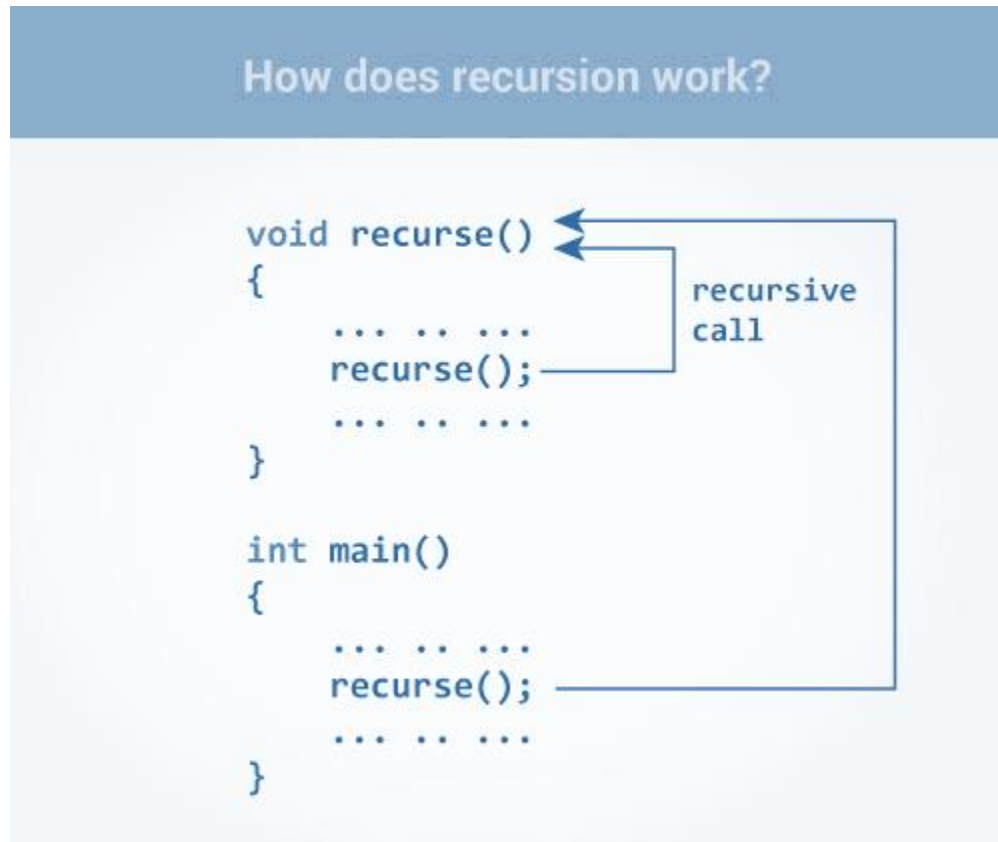 How does recursion work?
void recurse()
{
... .. ...
recurse();
... .. ...
}
recursive
call
int main()
{
... .. ...
recurse();
... .. ...
}